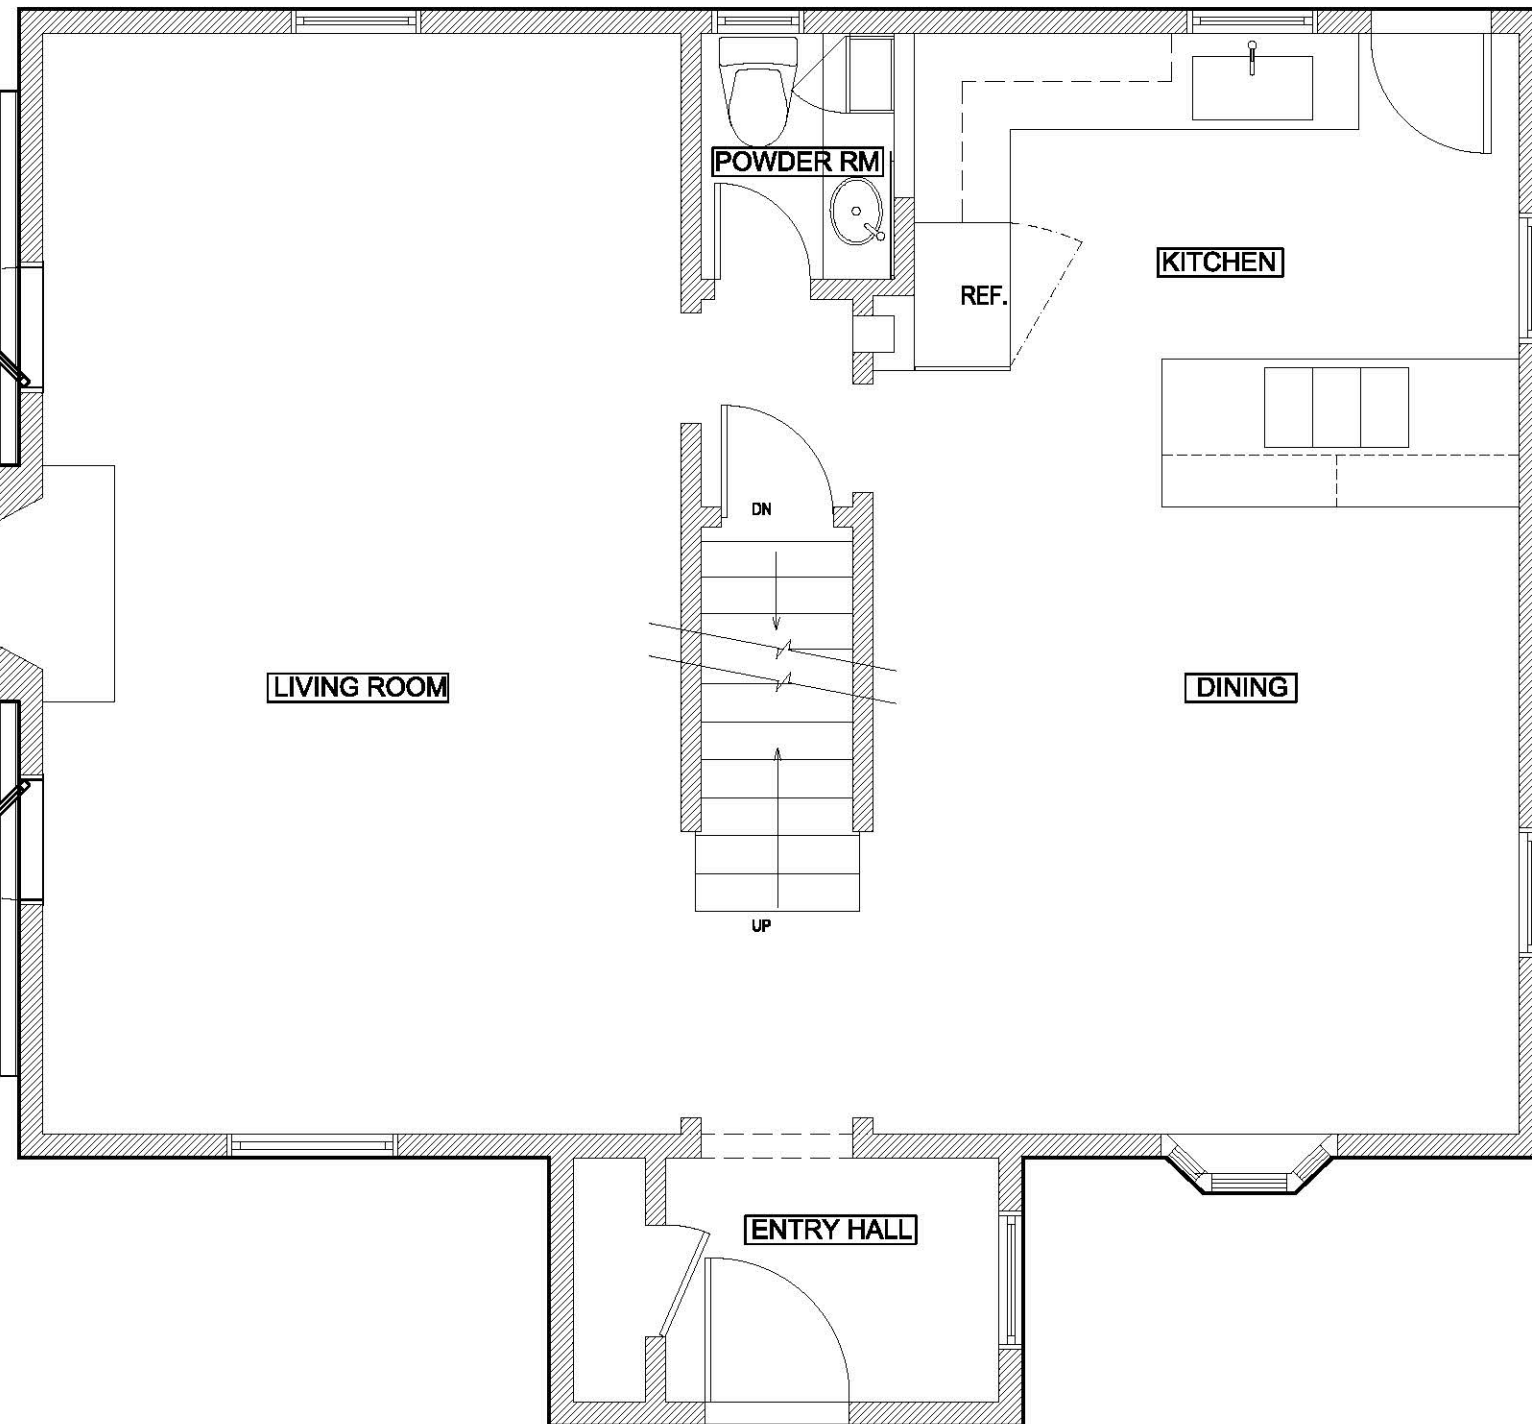 POWDER RM
KITCHEN
REF.
DN
LIVING ROOM
DINING
UP
ENTRY HALL